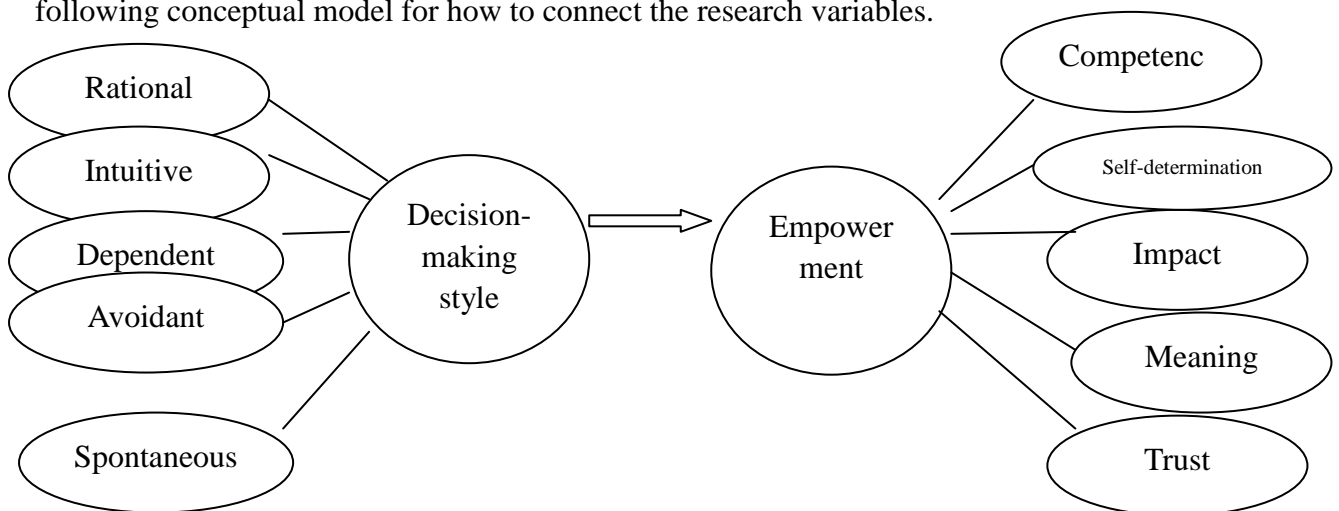 following conceptual model for how to connect the research variables.
Rational
Intuitive
Dependent
Avoidant
Spontaneous
Decision-
making
style
Empower
ment
Competenc
Self-determination
Impact
Meaning
Trust